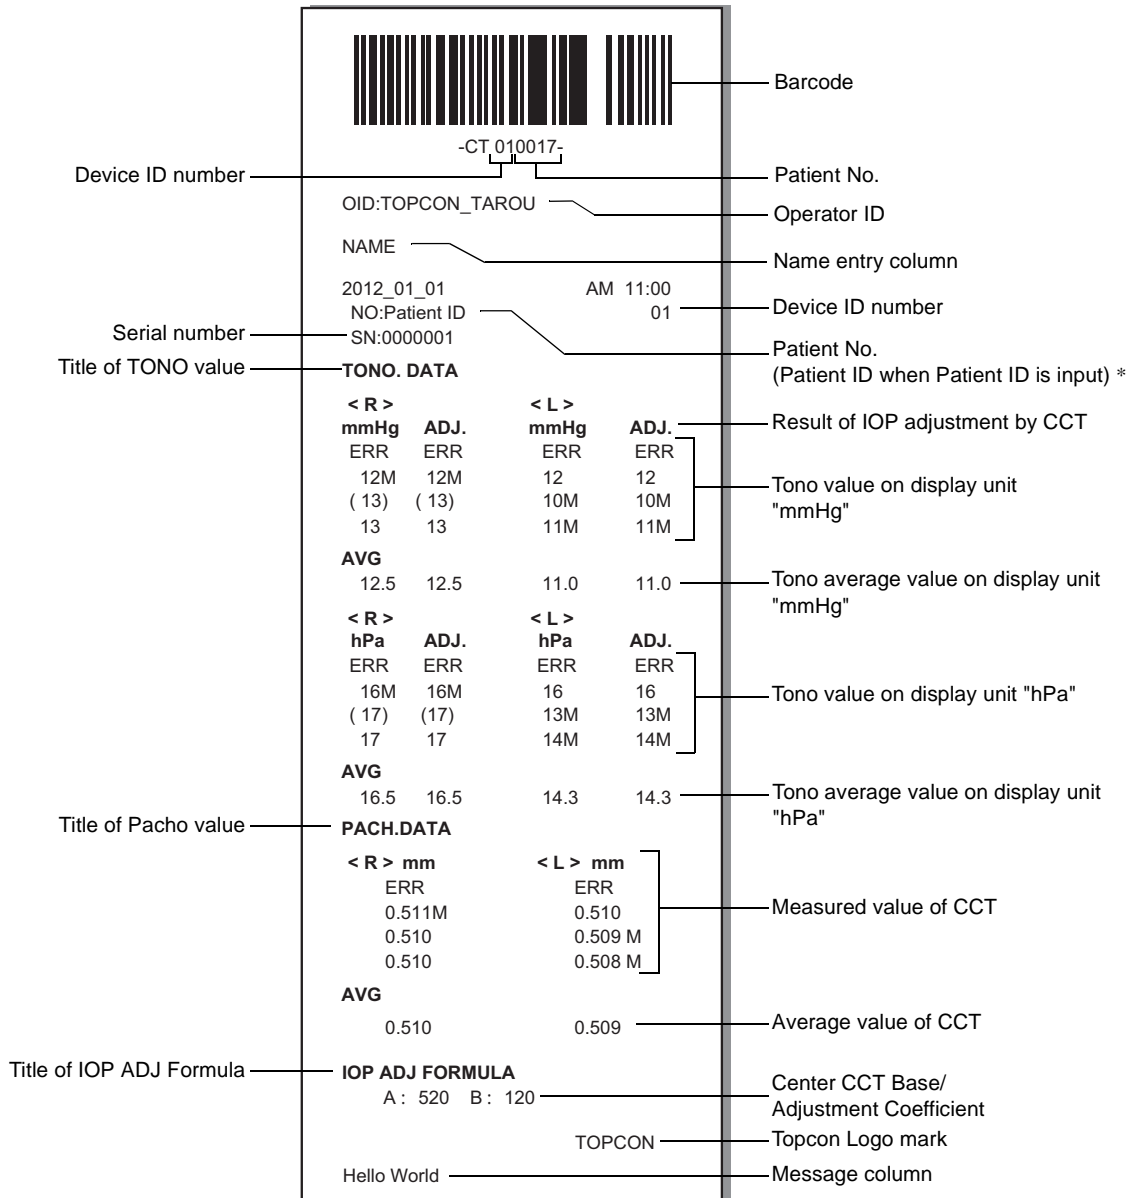 Barcode
-CT 010017-
Device ID number
Patient No.
OID:TOPCON_TAROU
Operator ID
NAME
Name entry column
2012_01_01 AM 11:00
NO:Patient ID 01
Device ID number
Serial number
SN:0000001
Patient No.
(Patient ID when Patient ID is input) *
Title of TONO value
TONO. DATA
< R > < L >
mmHg ADJ. mmHg ADJ.
Result of IOP adjustment by CCT
ERR ERR ERR ERR
12M 12M 12 12
( 13) ( 13) 10M 10M
13 13 11M 11M
Tono value on display unit
"mmHg"
AVG
12.5 12.5 11.0 11.0
Tono average value on display unit
"mmHg"
< R > < L >
hPa ADJ. hPa ADJ.
ERR ERR ERR ERR
16M 16M 16 16
( 17) (17) 13M 13M
17 17 14M 14M
Tono value on display unit "hPa"
AVG
16.5 16.5 14.3 14.3
Tono average value on display unit
"hPa"
Title of Pacho value
PACH.DATA
< R > mm < L > mm
ERR ERR
0.511M 0.510
0.510 0.509 M
0.510 0.508 M
Measured value of CCT
AVG
0.510 0.509
Average value of CCT
Title of IOP ADJ Formula
IOP ADJ FORMULA
A : 520 B : 120
Center CCT Base/
Adjustment Coefficient
TOPCON
Topcon Logo mark
Hello World
Message column